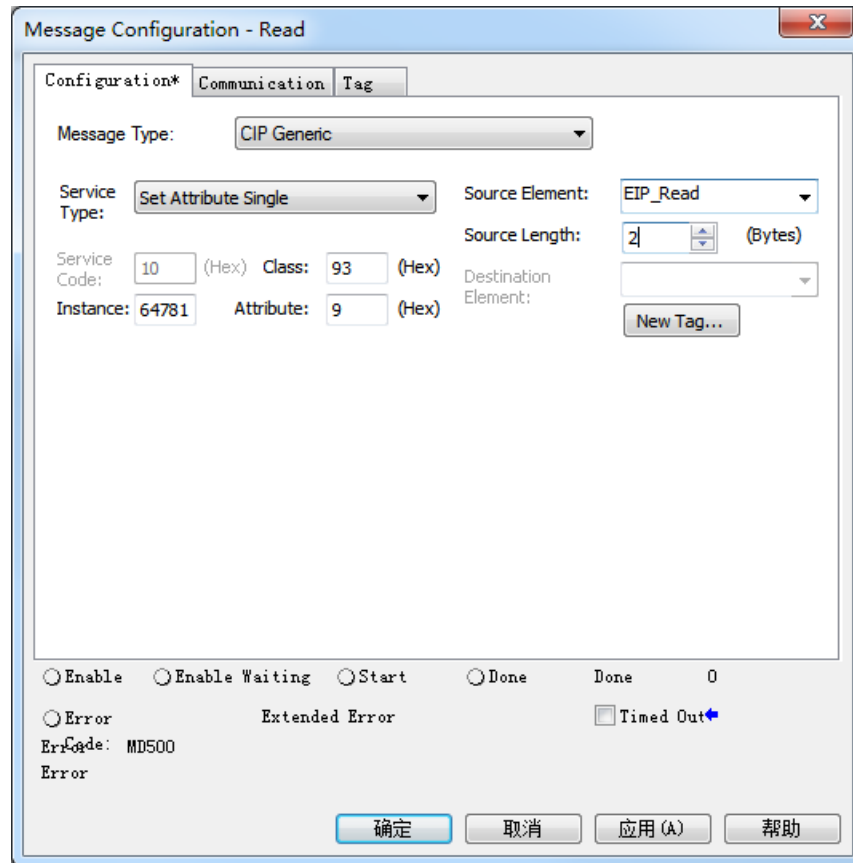 Message Configuration - Read
Configuration* Communication Tag
Message Type: CIP Generic
Service Type: Set Attribute Single Source Element: EIP_Read
Source Length: 2 (Bytes)
Service Code: 10 (Hex) Class: 93 (Hex) Destination Element:
Instance: 64781 Attribute: 9 (Hex)
New Tag...
Enable Enable Waiting Start Done Done 0
Error Extended Error Timed Out
Code: MD500
Error
确定 取消 应用(A) 帮助